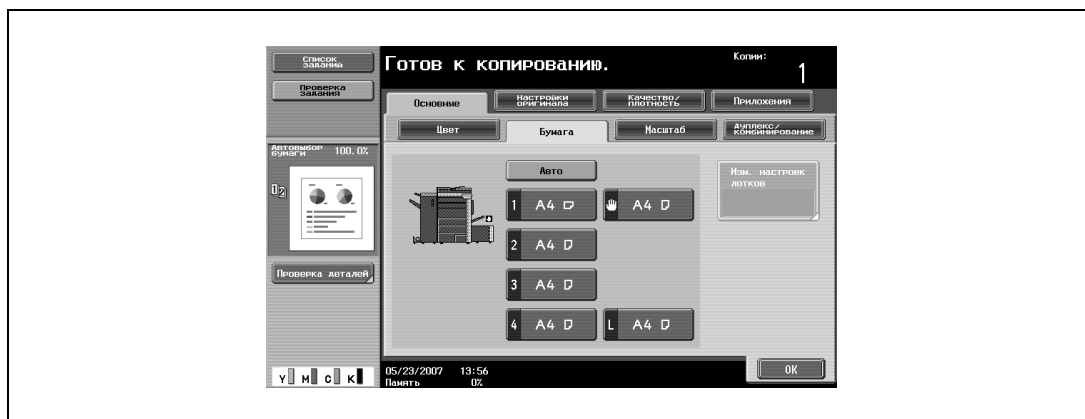 Список
заданий
Готов к копированию.
Копии:
1
Проверка
задания
Основные
Настройки
оригинала
Качество/
плотность
Приложения
Цвет
Бумага
Масштаб
Дуплекс/
комбинирование
Автовыбор
бумаги
100.0%
Авто
Изм. настроек
лотков
1 A4
A4
2 A4
3 A4
4 A4
L A4
Проверка деталей
Y M C K
05/23/2007 13:56
Память 0%
OK